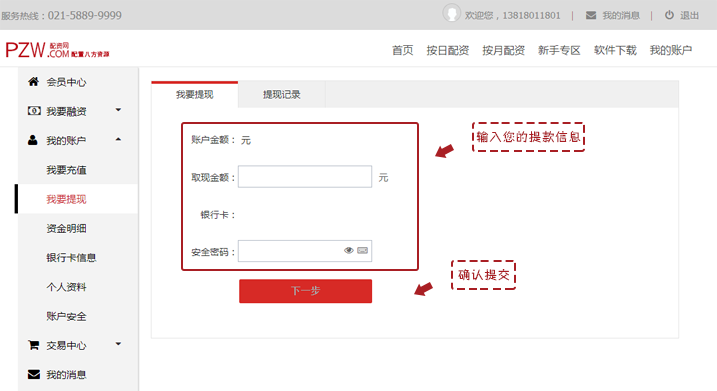 服务热线：021-5889-9999
欢迎您，13818011801 | 我的消息 | 退出
PZW 配资网
.COM 配置八方资源
首页 按日配资 按月配资 新手专区 软件下载 我的账户
会员中心
我要融资
我的账户
我要充值
我要提现
资金明细
银行卡信息
个人资料
账户安全
交易中心
我的消息
我要提现 提现记录
账户金额： 元
取现金额： 元
银行卡：
安全密码：
下一步
输入您的提款信息
确认提交